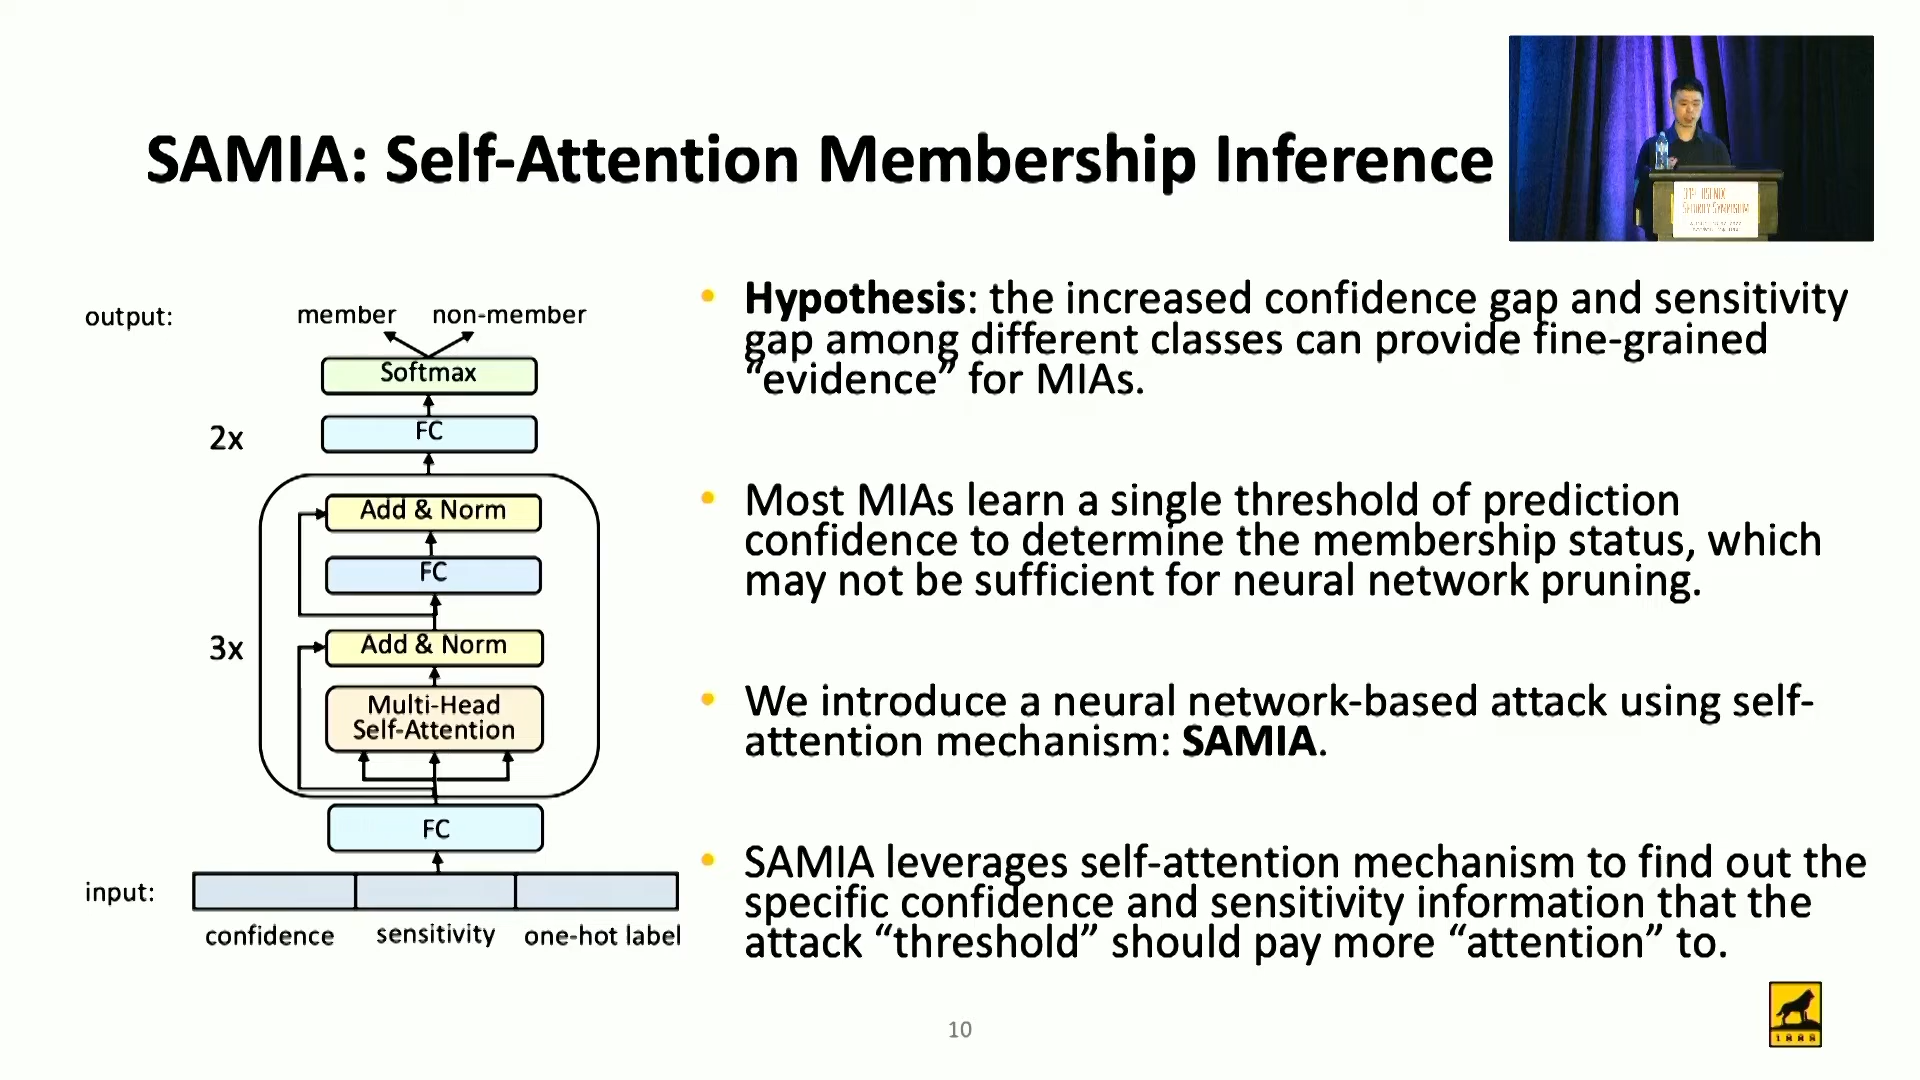 SAMIA: Self-Attention Membership Inference
SECURITY SYMPOSIUM
output:
member non-member
Softmax
2x
FC
Add & Norm
FC
3x
Add & Norm
Multi-Head
Self-Attention
FC
input:
confidence sensitivity one-hot label
• Hypothesis: the increased confidence gap and sensitivity
gap among different classes can provide fine-grained
“evidence” for MIAs.
• Most MIAs learn a single threshold of prediction
confidence to determine the membership status, which
may not be sufficient for neural network pruning.
• We introduce a neural network-based attack using self-
attention mechanism: SAMIA.
• SAMIA leverages self-attention mechanism to find out the
specific confidence and sensitivity information that the
attack “threshold” should pay more “attention” to.
10
1888